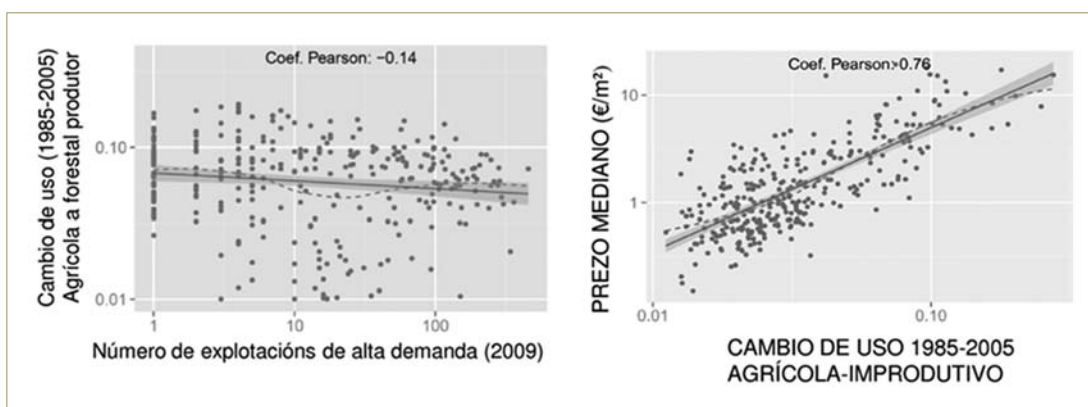 Coef. Pearson: −0.14
Cambio de uso (1985-2005)
Agrícola a forestal produtor
0.10
0.01
1
10
100
Número de explotacións de alta demanda (2009)
Coef. Pearson: 0.76
PREZO MEDIANO (€/m²)
10
1
0.01
0.10
CAMBIO DE USO 1985-2005
AGRÍCOLA-IMPRODUTIVO